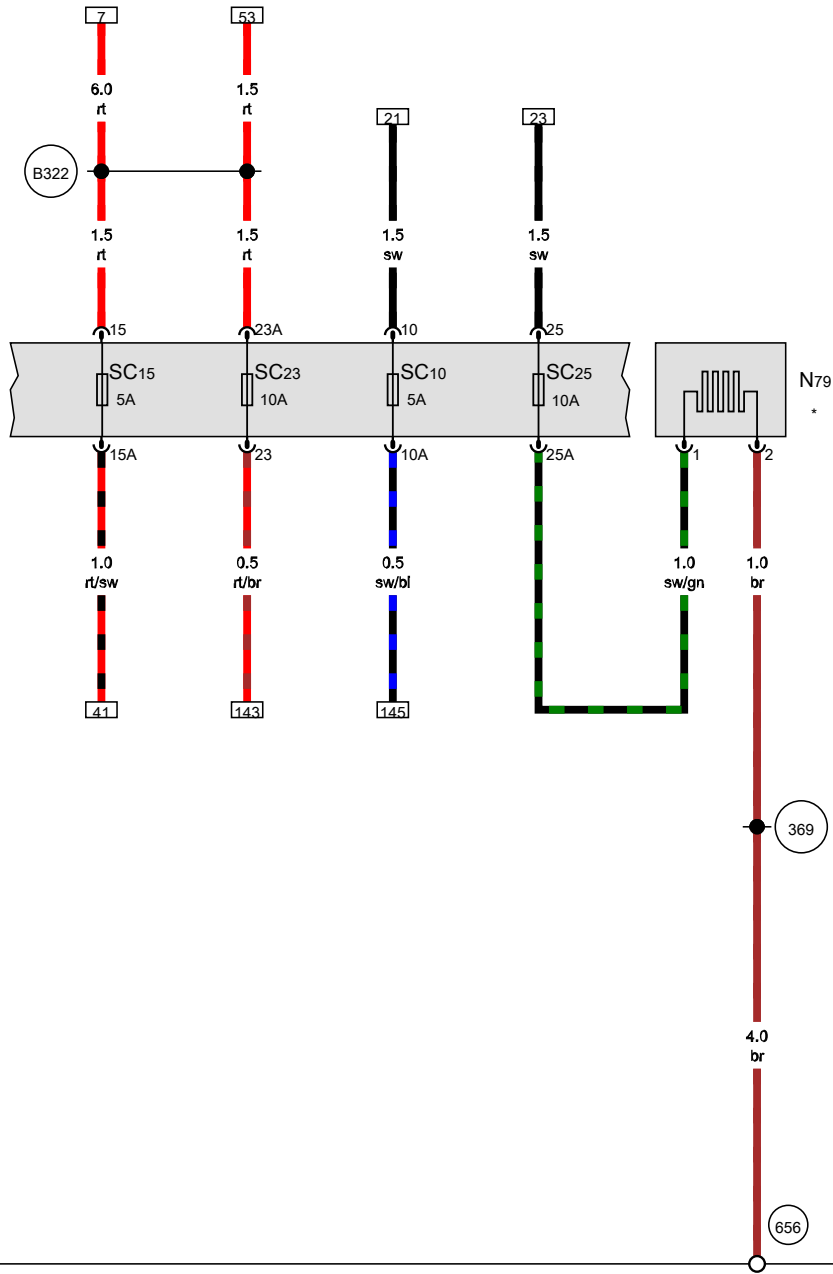 7 53
6.0 1.5
rt rt
21 23
B322
1.5 1.5 1.5 1.5
rt rt sw sw
15 23A 10 25
SC15 SC23 SC10 SC25 N79
5A 10A 5A 10A *
15A 23 10A 25A 1 2
1.0 0.5 0.5 1.0 1.0
rt/sw rt/br sw/bl sw/gn br
41 143 145
369
4.0
br
656